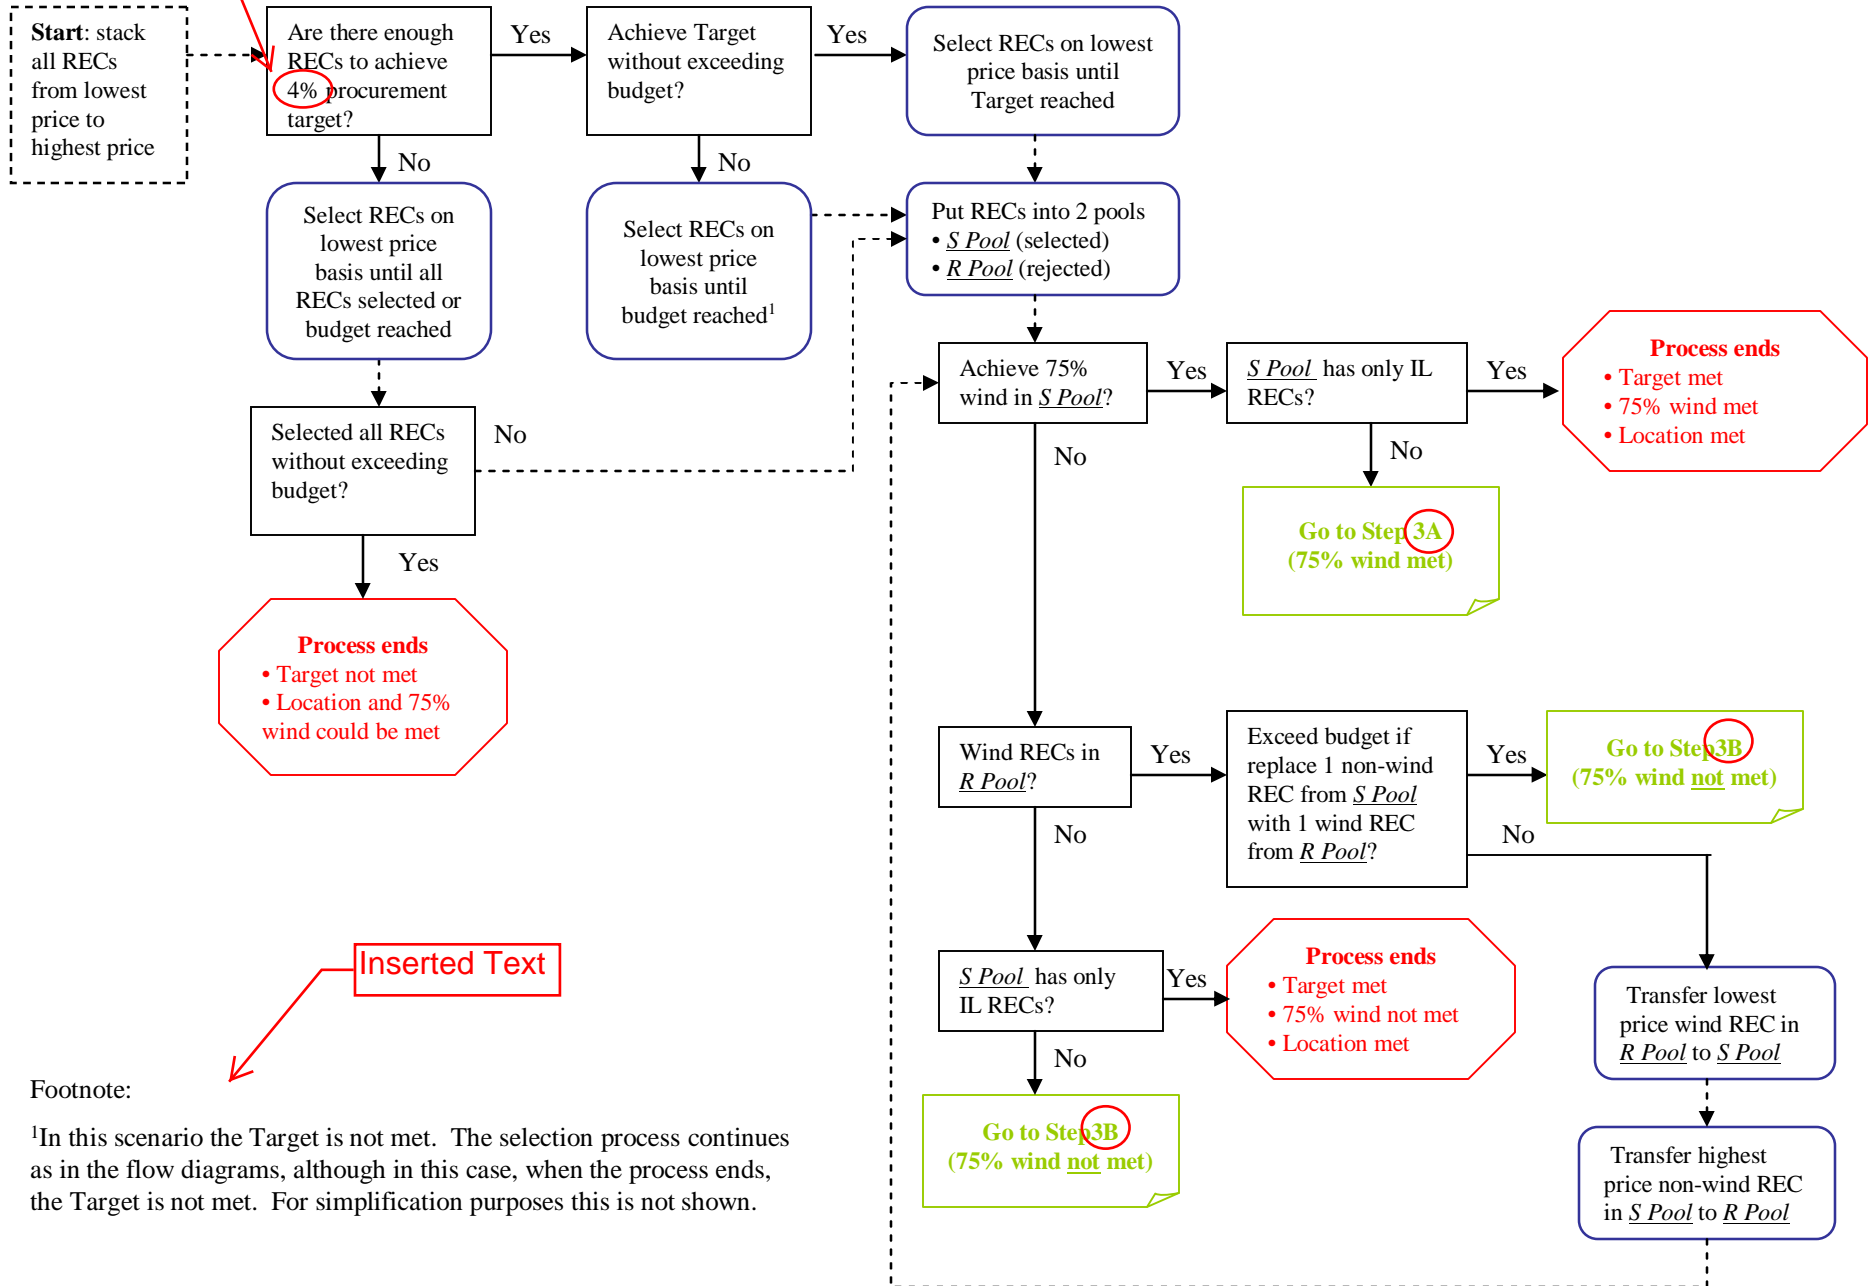 Start: stack
all RECs
from lowest
price to
highest price
Are there enough
RECs to achieve
4% procurement
target?
Yes
Achieve Target
without exceeding
budget?
Yes
Select RECs on lowest
price basis until
Target reached
No
No
Select RECs on
lowest price
basis until all
RECs selected or
budget reached
Select RECs on
lowest price
basis until
budget reached1
Put RECs into 2 pools
• S Pool (selected)
• R Pool (rejected)
Achieve 75%
wind in S Pool?
Yes
S Pool has only IL
RECs?
Yes
Process ends
• Target met
• 75% wind met
• Location met
Selected all RECs
without exceeding
budget?
No
No
No
Go to Step 3A
(75% wind met)
Yes
Process ends
• Target not met
• Location and 75%
wind could be met
Wind RECs in
R Pool?
Yes
Exceed budget if
replace 1 non-wind
REC from S Pool
with 1 wind REC
from R Pool?
Yes
Go to Step3B
(75% wind not met)
No
No
S Pool has only
IL RECs?
Yes
Process ends
• Target met
• 75% wind not met
• Location met
Transfer lowest
price wind REC in
R Pool to S Pool
No
Go to Step3B
(75% wind not met)
Transfer highest
price non-wind REC
in S Pool to R Pool
Inserted Text
Footnote:
1In this scenario the Target is not met. The selection process continues
as in the flow diagrams, although in this case, when the process ends,
the Target is not met. For simplification purposes this is not shown.